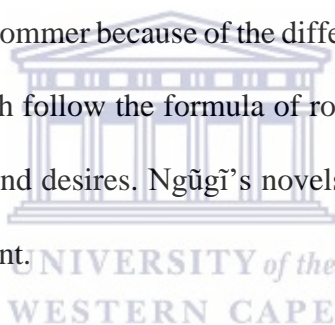 ommer because of the diffe
h follow the formula of ro
nd desires. Ngũgĩ’s novels
nt.
UNIVERSITY of the
WESTERN CAPE